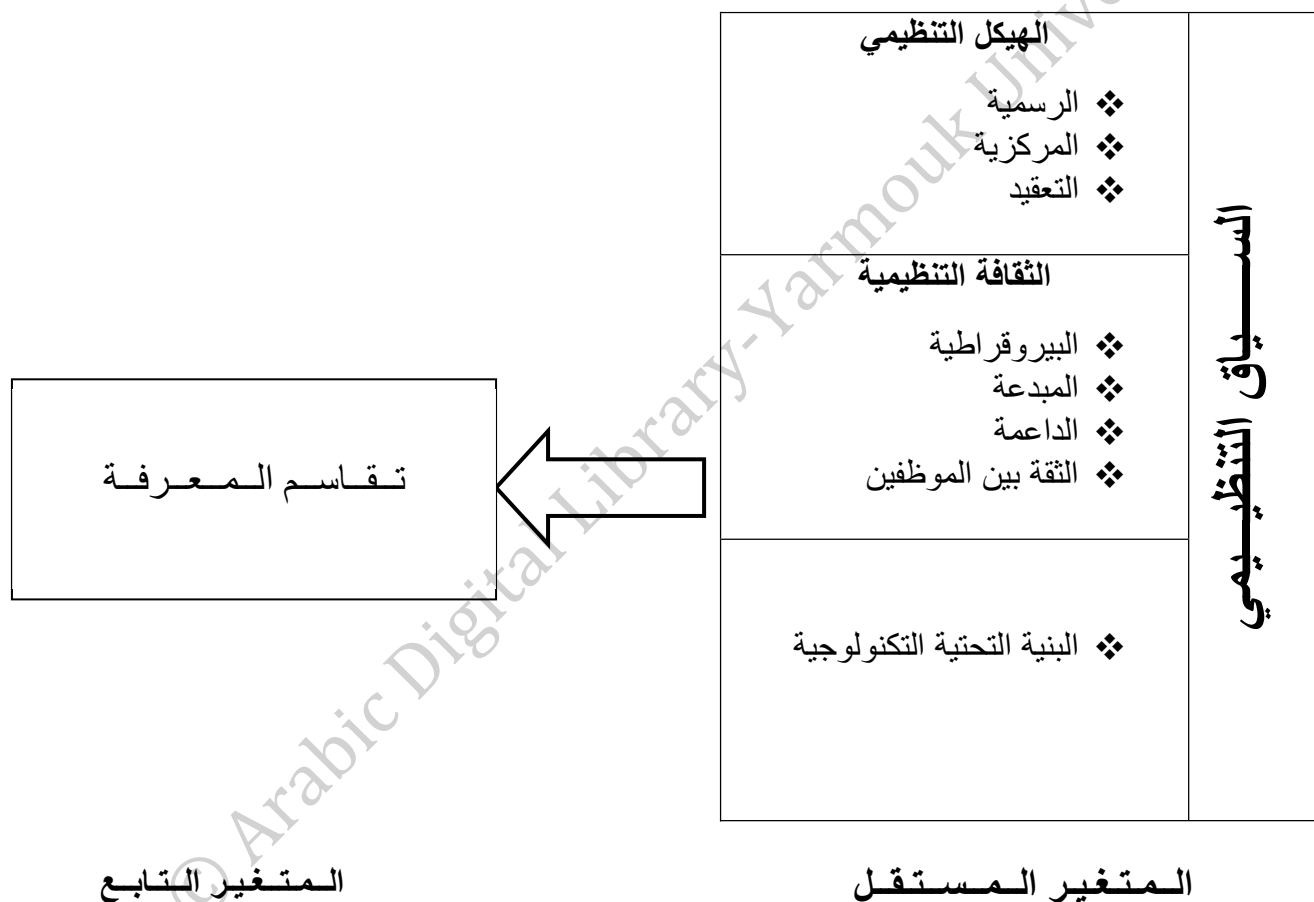 الهيكل التنظيمي
❖ الرسمية
❖ المركزية
❖ التعقيد
السياق التنظيمي
الثقافة التنظيمية
❖ البيروقراطية
❖ المبدعة
❖ الداعمة
❖ الثقة بين الموظفين
تقاسم المعرفة
❖ البنية التحتية التكنولوجية
المتغير المستقل
المتغير التابع
© Arabic Digital Library-Yarmouk